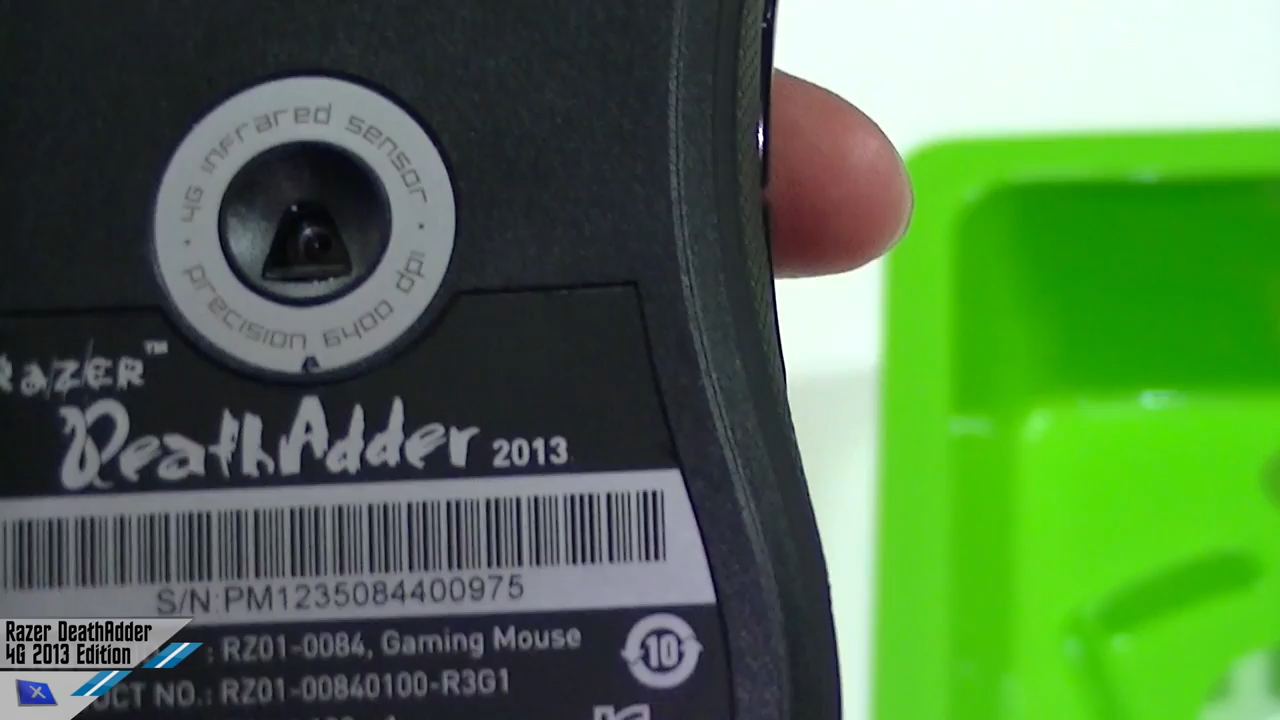 · 4G infrared sensor ·
precision 6400 dpi
RAZER™
DeathAdder 2013
S/N:PM1235084400975
: RZ01-0084, Gaming Mouse
10
UCT NO.: RZ01-00840100-R3G1
Razer DeathAdder
4G 2013 Edition
X